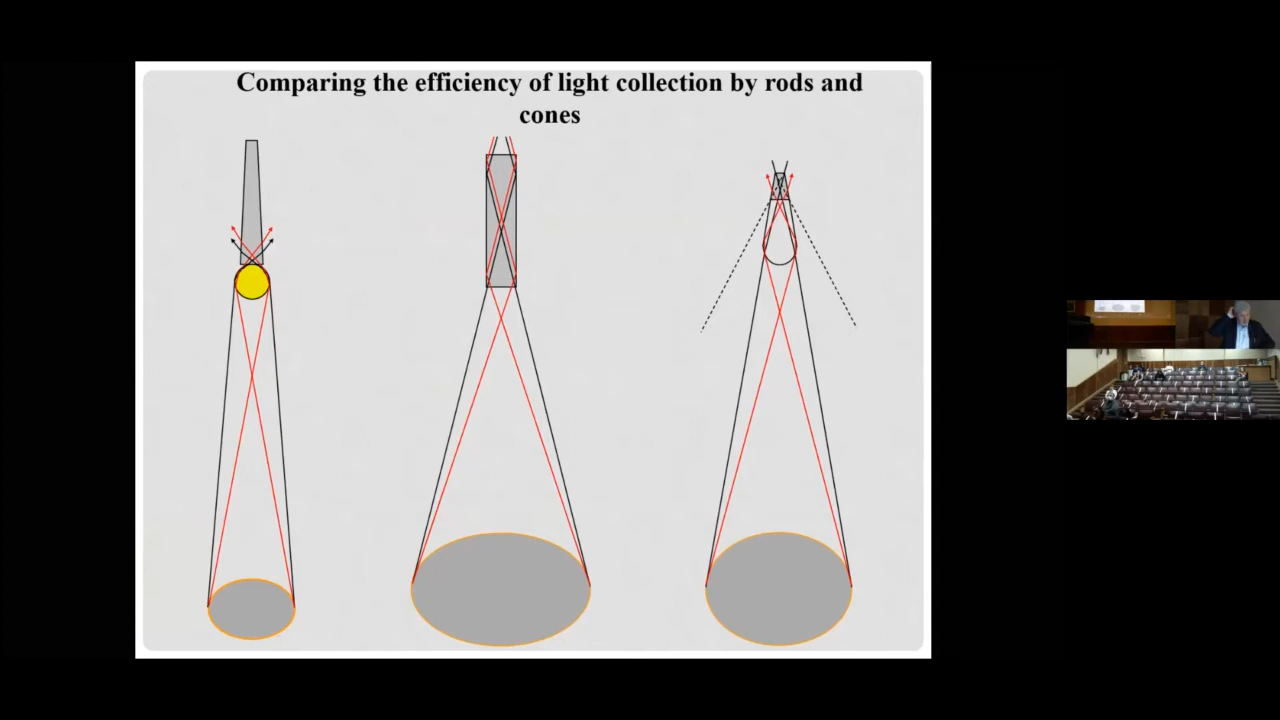 Comparing the efficiency of light collection by rods and
cones